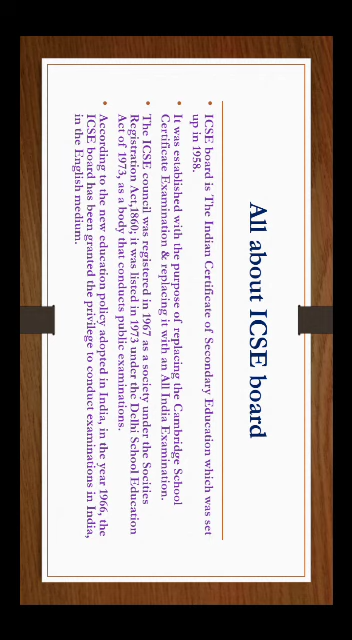 All about ICSE board
• ICSE board is The Indian Certificate of Secondary Education which was set
up in 1958.
• It was established with the purpose of replacing the Cambridge School
Certificate Examination & replacing it with an All India Examination.
• The ICSE council was registered in 1967 as a society under the Socities
Registration Act,1860; it was listed in 1973 under the Delhi School Education
Act of 1973, as a body that conducts public examinations.
• According to the new education policy adopted in India, in the year 1966, the
ICSE board has been granted the privilege to conduct examinations in India,
in the English medium.